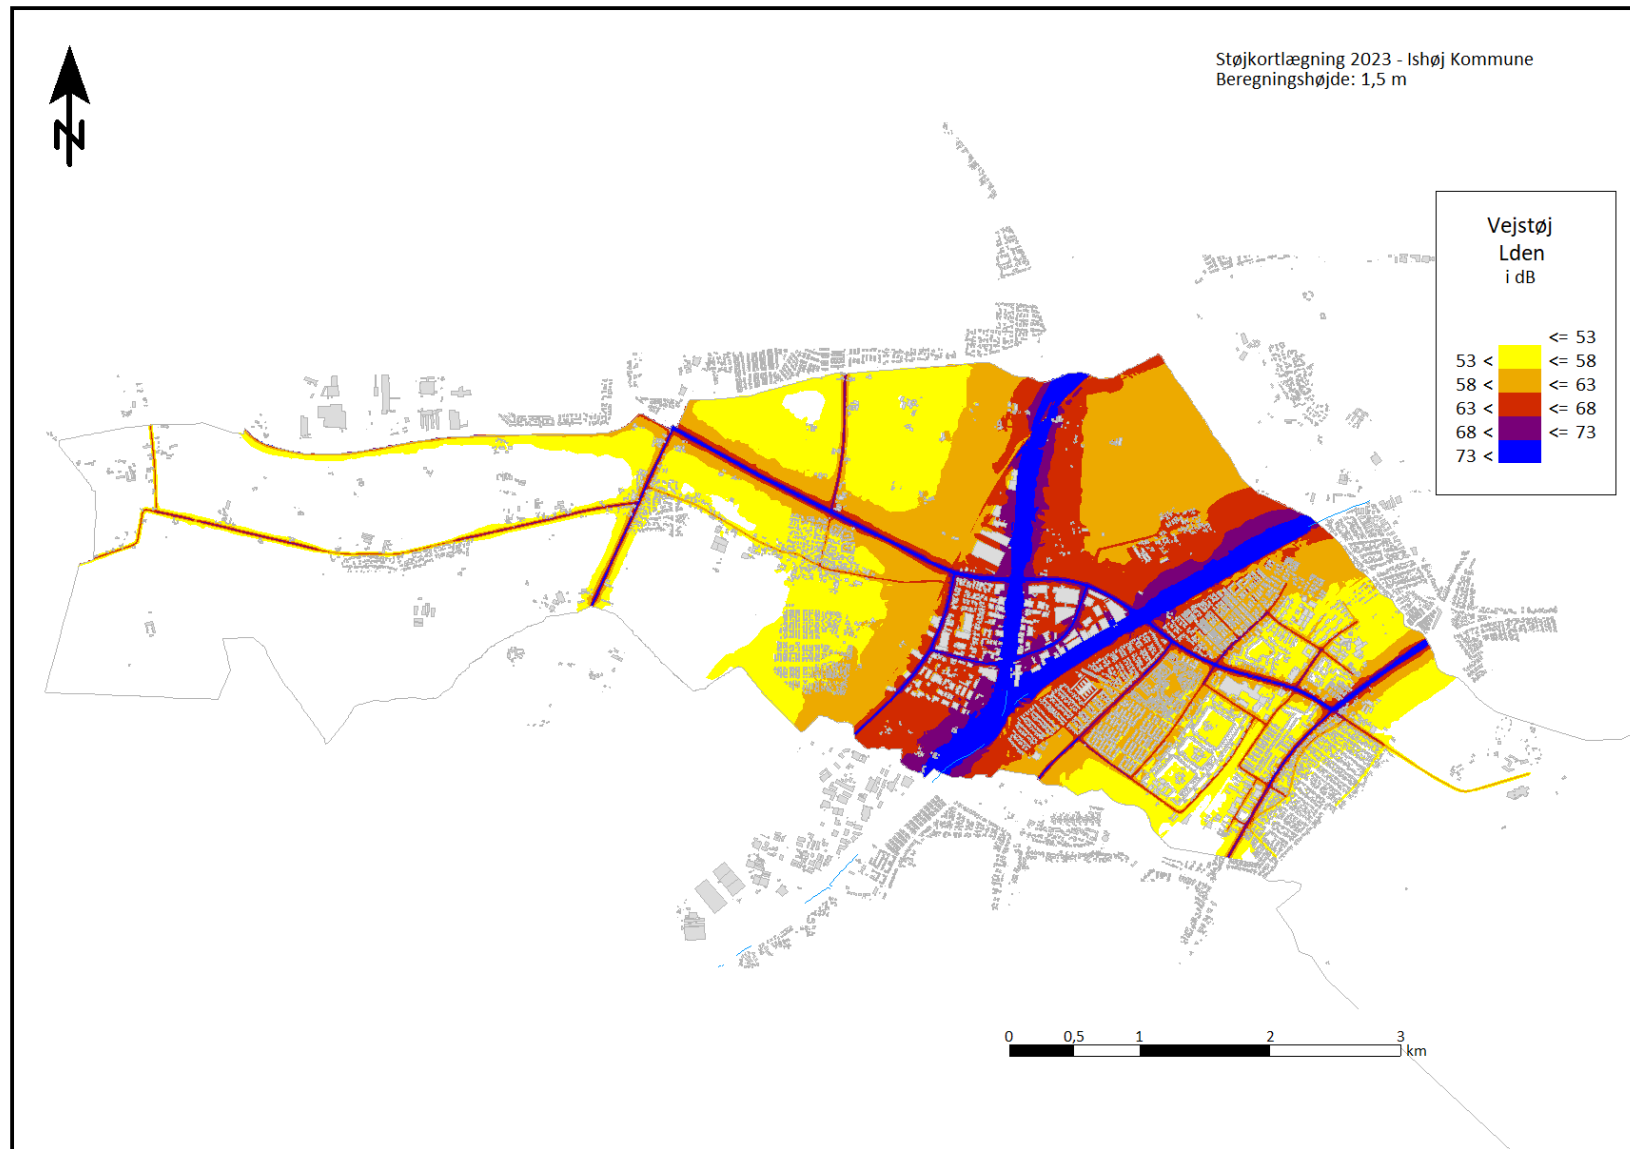 N
Støjkortlægning 2023 - Ishøj Kommune
Beregningshøjde: 1,5 m
Vejstøj
Lden
i dB
<= 53
53 < <= 58
58 < <= 63
63 < <= 68
68 < <= 73
73 <
0 0,5 1 2 3
km